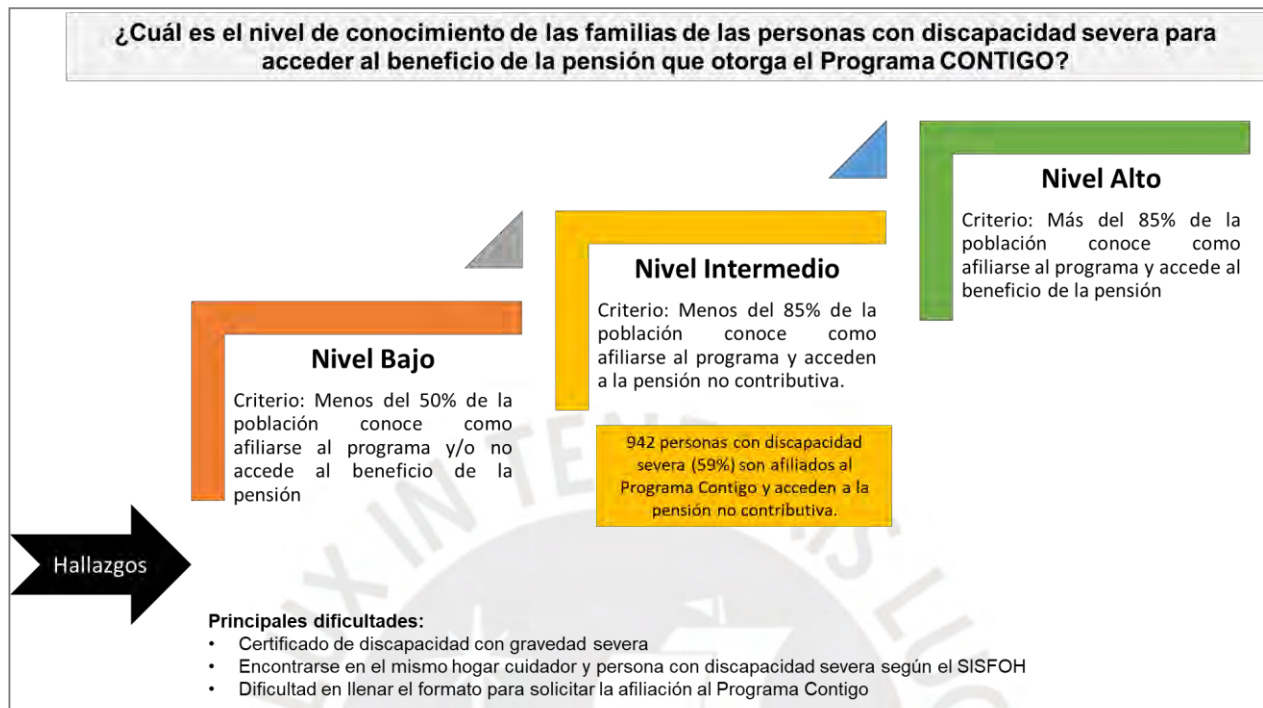 ¿Cuál es el nivel de conocimiento de las familias de las personas con discapacidad severa para
acceder al beneficio de la pensión que otorga el Programa CONTIGO?
Nivel Bajo
Criterio: Menos del 50% de la
población conoce como
afiliarse al programa y/o no
accede al beneficio de la
pensión
Nivel Intermedio
Criterio: Menos del 85% de la
población conoce como
afiliarse al programa y acceden
a la pensión no contributiva.
942 personas con discapacidad
severa (59%) son afiliados al
Programa Contigo y acceden a la
pensión no contributiva.
Nivel Alto
Criterio: Más del 85% de la
población conoce como
afiliarse al programa y accede al
beneficio de la pensión
Hallazgos
Principales dificultades:
• Certificado de discapacidad con gravedad severa
• Encontrarse en el mismo hogar cuidador y persona con discapacidad severa según el SISFOH
• Dificultad en llenar el formato para solicitar la afiliación al Programa Contigo